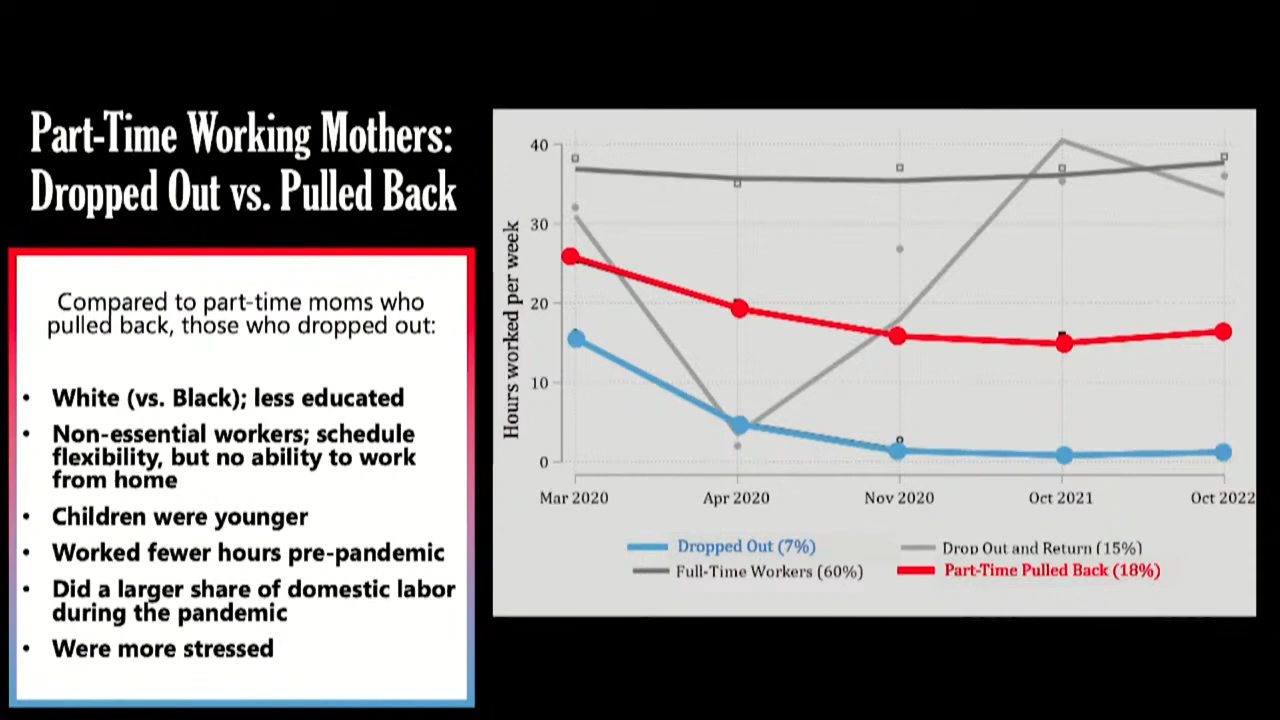 Part-Time Working Mothers:
Dropped Out vs. Pulled Back
Compared to part-time moms who
pulled back, those who dropped out:
• White (vs. Black); less educated
• Non-essential workers; schedule
flexibility, but no ability to work
from home
• Children were younger
• Worked fewer hours pre-pandemic
• Did a larger share of domestic labor
during the pandemic
• Were more stressed
Hours worked per week
40
30
20
10
0
Mar 2020 Apr 2020 Nov 2020 Oct 2021 Oct 2022
Dropped Out (7%) Drop Out and Return (15%)
Full-Time Workers (60%) Part-Time Pulled Back (18%)